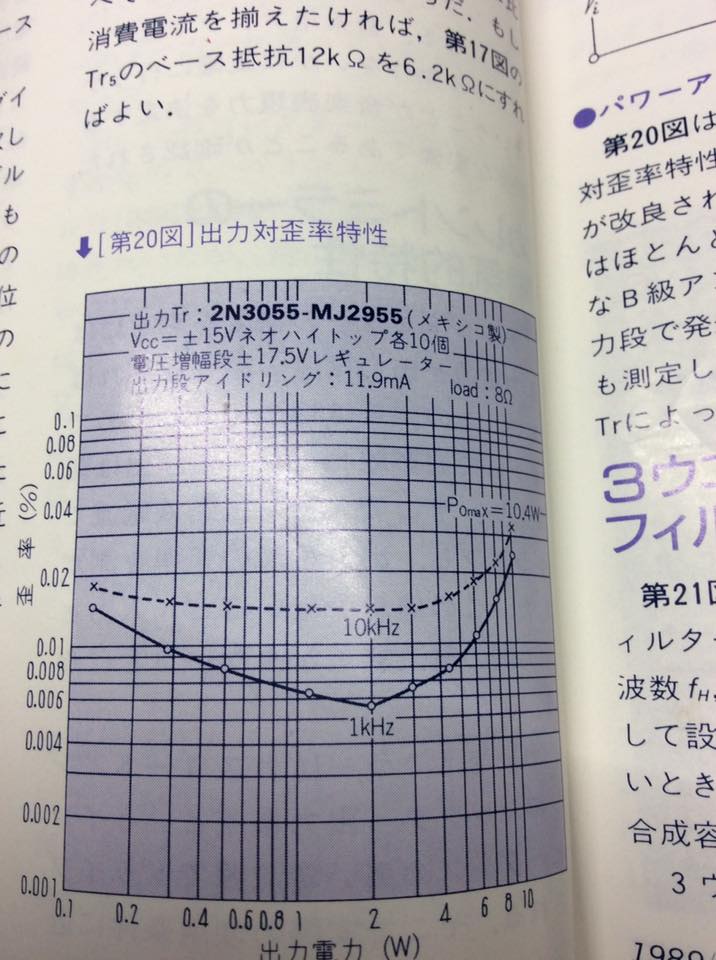 消費電流を揃えたければ，第17図の
Tr₅のベース抵抗12kΩを6.2kΩにすれ
ばよい．
⬇[第20図]出力対歪率特性
出力Tr：2N3055-MJ2955(メキシコ製)
Vcc＝±15Vネオハイトップ各10個
電圧増幅段±17.5Vレギュレーター
出力段アイドリング：11.9mA load：8Ω
Pomax＝10.4W
10kHz
1kHz
歪率(%)
0.1
0.08
0.06
0.04
0.02
0.01
0.008
0.006
0.004
0.002
0.001
0.1 0.2 0.4 0.6 0.8 1 2 4 6 8 10
出力電力 (W)
●パワーア
第20図は
対歪率特性
が改良され
はほとんと
なB級ア
力段で発
も測定し
Trによっ
3ウ
フィル
第21
ィルター
波数fH
して設
いとき
合成容
3ウ